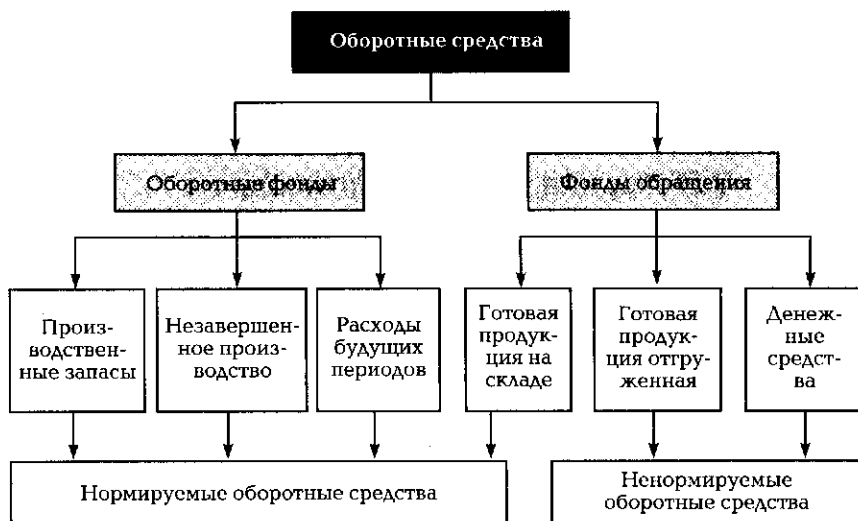 Оборотные средства
Оборотные фонды
Фонды обращения
Произ-
водствен-
ные запасы
Незавершен-
ное произ-
водство
Расходы
будущих
периодов
Готовая
продук-
ция на
складе
Готовая
продук-
ция отгру-
женная
Денеж-
ные
средст-
ва
Нормируемые оборотные средства
Ненормируемые
оборотные средства